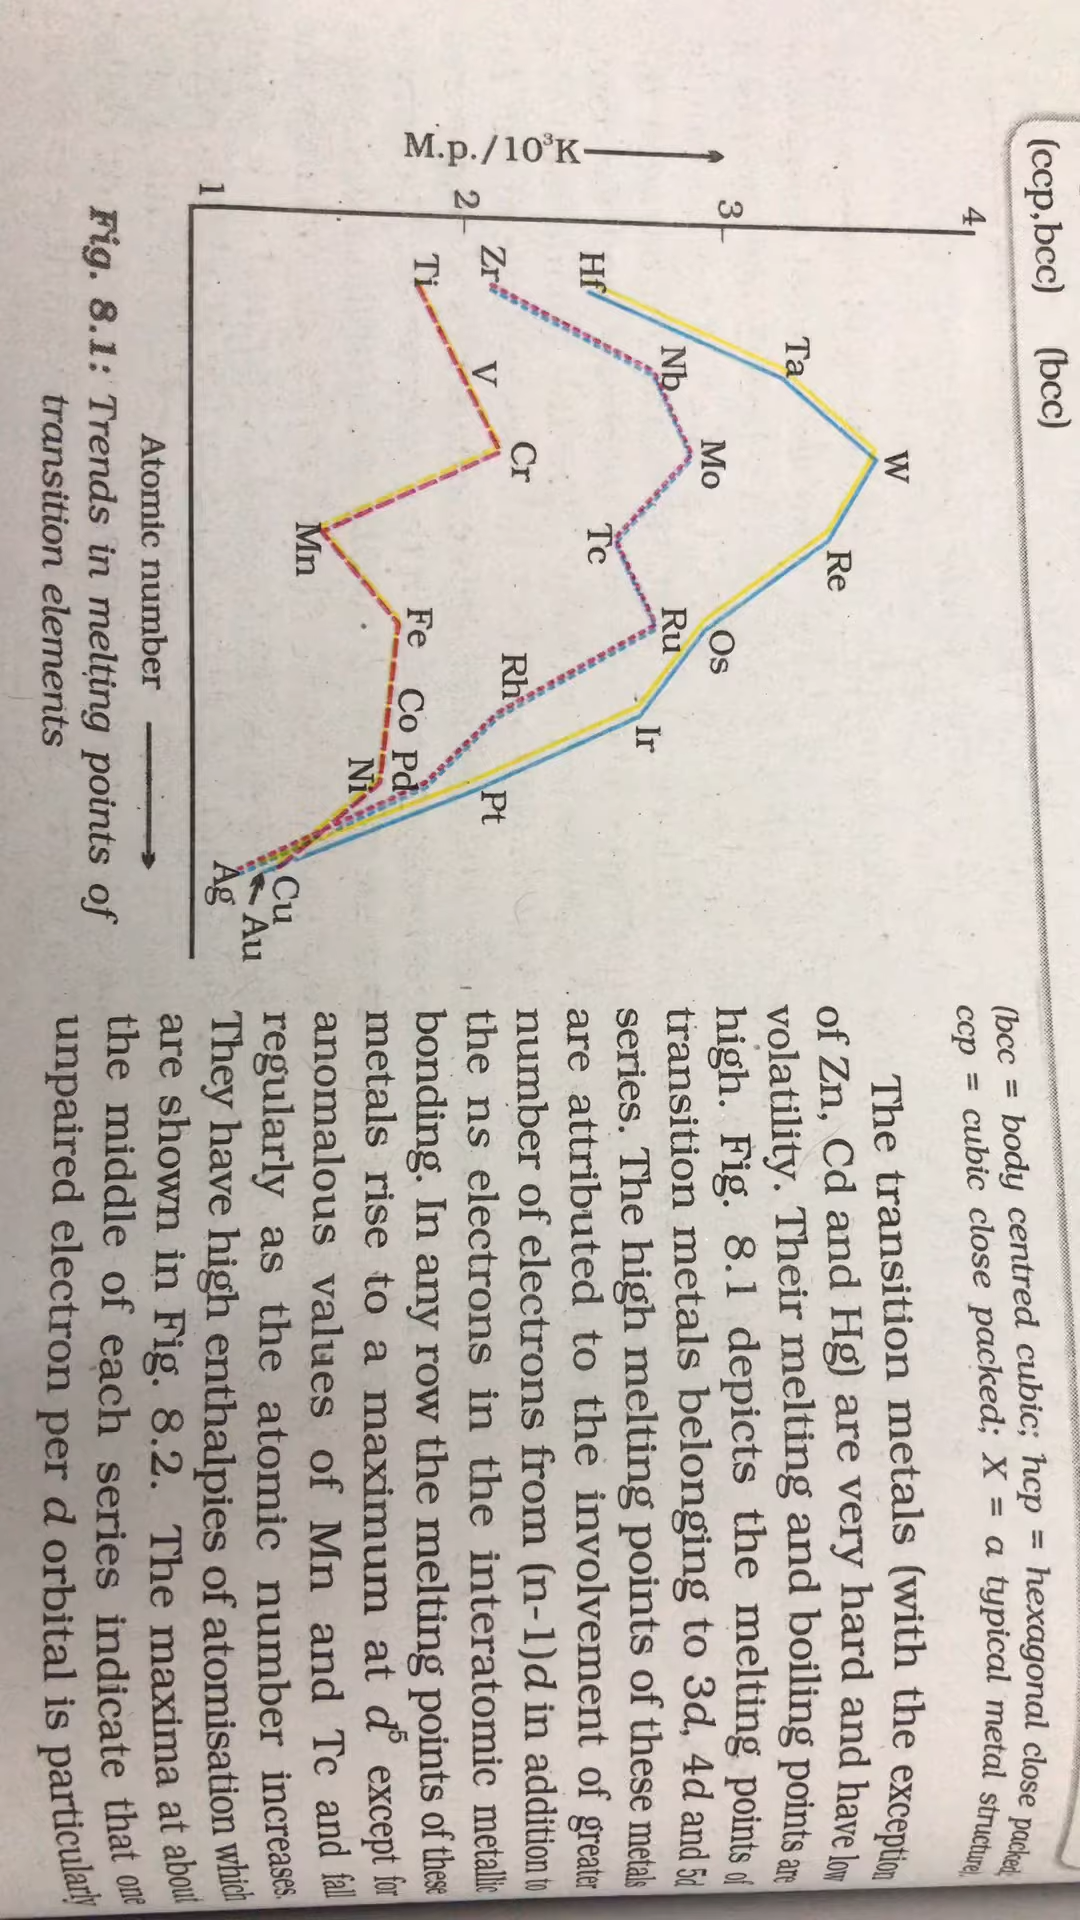 (ccp,bcc) (bcc)
(bcc = body centred cubic; hcp = hexagonal close packed;
ccp = cubic close packed; X = a typical metal structure).
4
3
2
1
M.p./10³K
W
Re
Ta
Os
Mo
Ir
Nb
Ru
Hf
Tc
Rh
Cr
Zr
Pt
V
Ti
Fe
Co
Pd
Ni
Mn
Cu
Au
Ag
Atomic number
Fig. 8.1: Trends in melting points of
transition elements
The transition metals (with the exception
of Zn, Cd and Hg) are very hard and have low
volatility. Their melting and boiling points are
high. Fig. 8.1 depicts the melting points of
transition metals belonging to 3d, 4d and 5d
series. The high melting points of these metals
are attributed to the involvement of greater
number of electrons from (n-1)d in addition to
the ns electrons in the interatomic metallic
bonding. In any row the melting points of these
metals rise to a maximum at d⁵ except for
anomalous values of Mn and Tc and fall
regularly as the atomic number increases.
They have high enthalpies of atomisation which
are shown in Fig. 8.2. The maxima at about
the middle of each series indicate that one
unpaired electron per d orbital is particularly